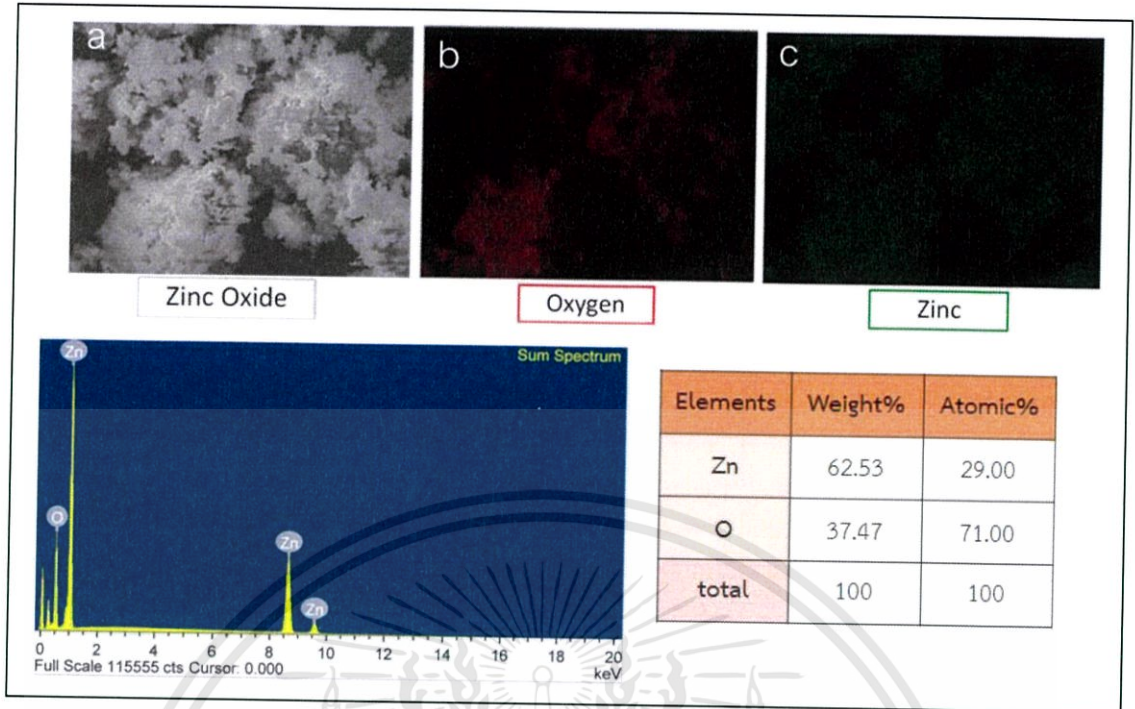 a
b
c
Zinc Oxide
Oxygen
Zinc
Sum Spectrum
Zn
O
Zn
Zn
0 2 4 6 8 10 12 14 16 18 20
Full Scale 115555 cts Cursor: 0.000
keV
Elements Weight% Atomic%
Zn 62.53 29.00
O 37.47 71.00
total 100 100